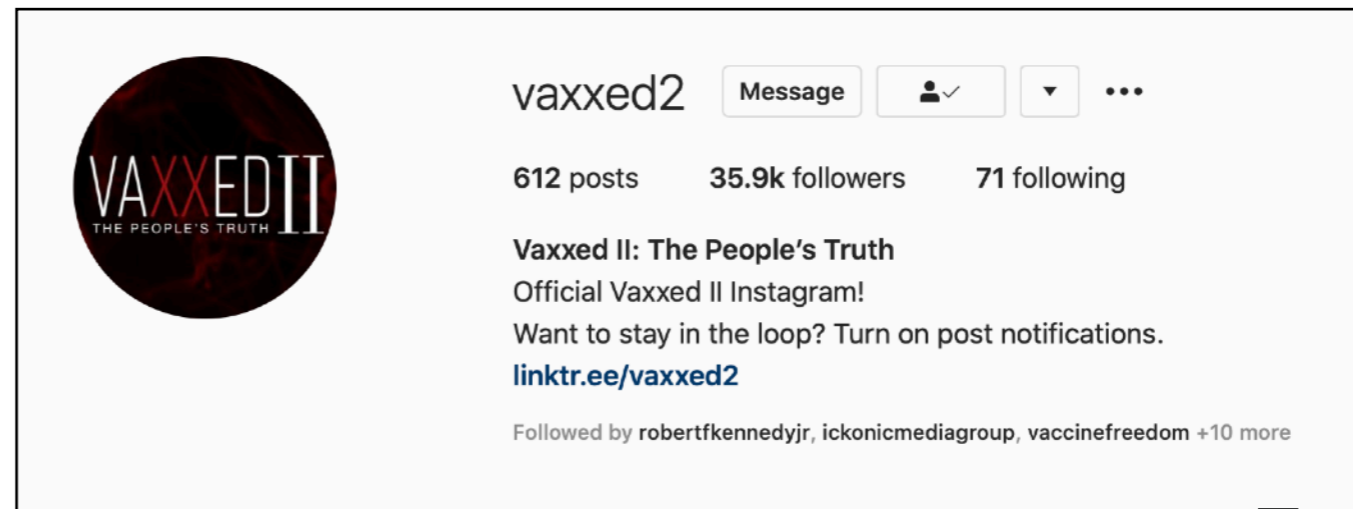 VAXXED II
THE PEOPLE'S TRUTH
vaxxed2 Message
612 posts 35.9k followers 71 following
Vaxxed II: The People's Truth
Official Vaxxed II Instagram!
Want to stay in the loop? Turn on post notifications.
linktr.ee/vaxxed2
Followed by robertfkennedyjr, ickonicmediagroup, vaccinefreedom +10 more